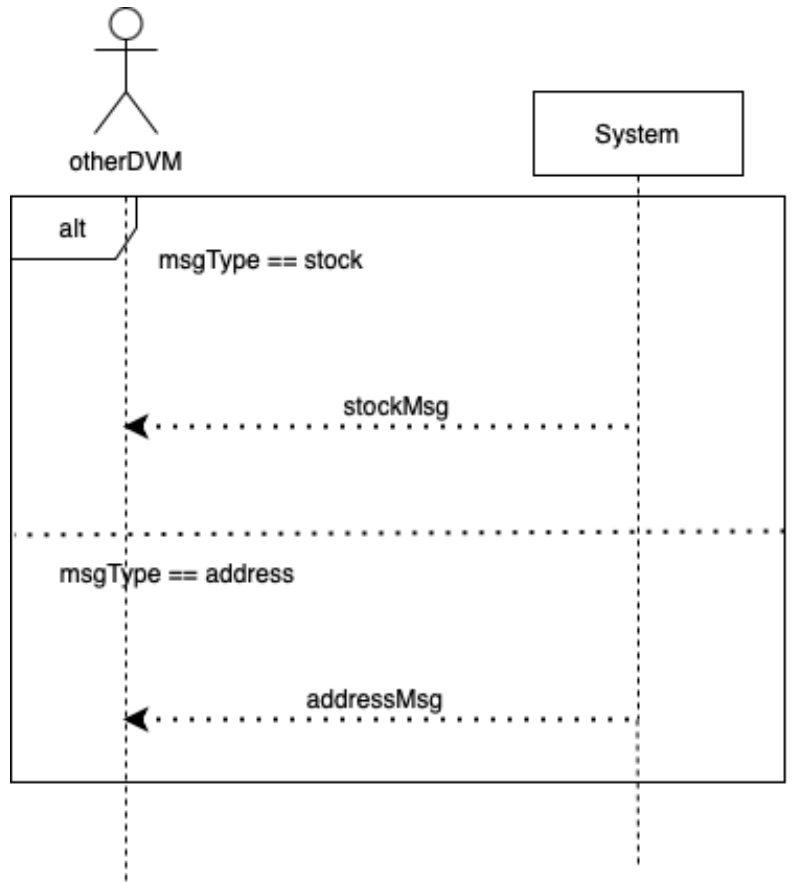 otherDVM
System
alt
msgType == stock
stockMsg
msgType == address
addressMsg